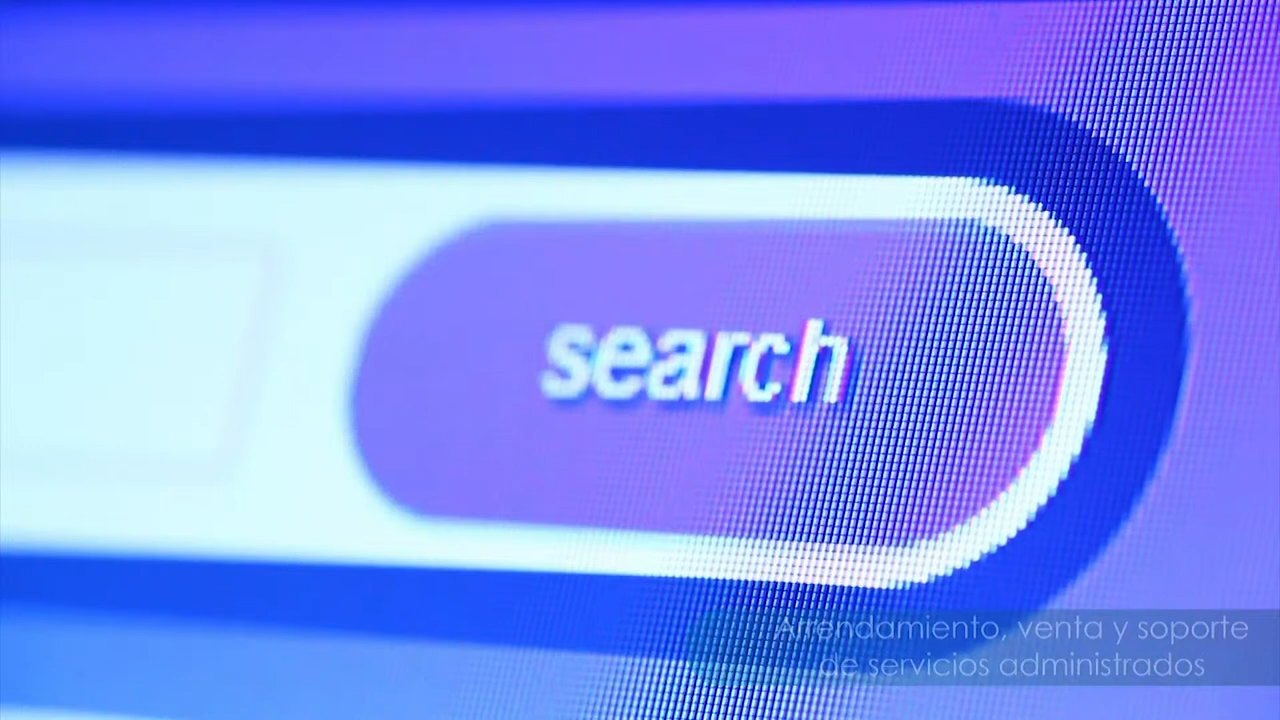 search
Arrendamiento, venta y soporte
de servicios administrados